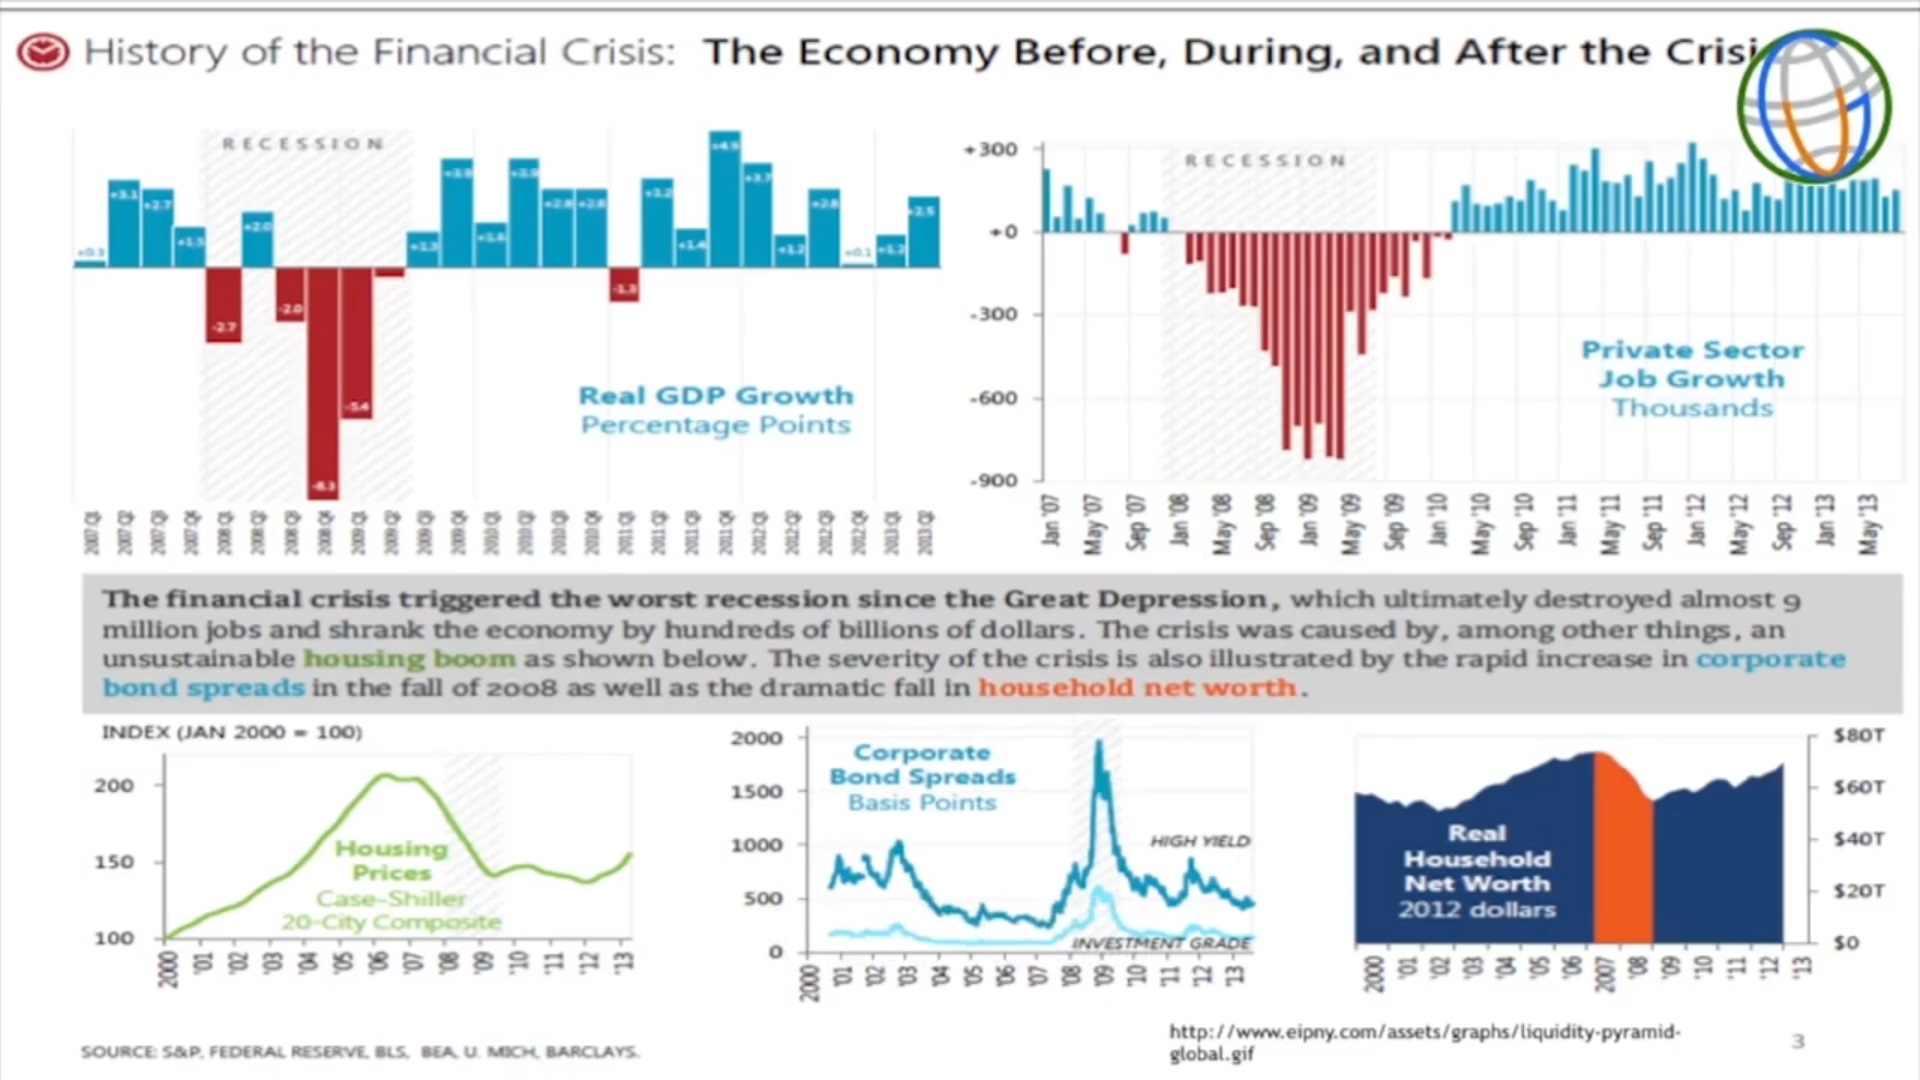 History of the Financial Crisis: The Economy Before, During, and After the Crisi
RECESSION
+0.3
+3.1
+2.7
+1.5
-2.7
+2.0
-2.0
-8.3
-5.4
+1.3
+3.9
+1.6
+3.9
+2.8
+2.8
-1.3
+3.2
+1.4
+4.9
+3.7
+1.2
+2.8
+0.1
+1.2
+2.5
Real GDP Growth
Percentage Points
2007:Q1
2007:Q2
2007:Q3
2007:Q4
2008:Q1
2008:Q2
2008:Q3
2008:Q4
2009:Q1
2009:Q2
2009:Q3
2009:Q4
2010:Q1
2010:Q2
2010:Q3
2010:Q4
2011:Q1
2011:Q2
2011:Q3
2011:Q4
2012:Q1
2012:Q2
2012:Q3
2012:Q4
2013:Q1
2013:Q2
RECESSION
+300
+0
-300
-600
-900
Private Sector
Job Growth
Thousands
Jan '07
May '07
Sep '07
Jan '08
May '08
Sep '08
Jan '09
May '09
Sep '09
Jan '10
May '10
Sep '10
Jan '11
May '11
Sep '11
Jan '12
May '12
Sep '12
Jan '13
May '13
The financial crisis triggered the worst recession since the Great Depression, which ultimately destroyed almost 9
million jobs and shrank the economy by hundreds of billions of dollars. The crisis was caused by, among other things, an
unsustainable housing boom as shown below. The severity of the crisis is also illustrated by the rapid increase in corporate
bond spreads in the fall of 2008 as well as the dramatic fall in household net worth.
INDEX (JAN 2000 = 100)
200
150
100
Housing
Prices
Case-Shiller
20-City Composite
2000 '01 '02 '03 '04 '05 '06 '07 '08 '09 '10 '11 '12 '13
2000
1500
1000
500
0
Corporate
Bond Spreads
Basis Points
HIGH YIELD
INVESTMENT GRADE
2000 '01 '02 '03 '04 '05 '06 '07 '08 '09 '10 '11 '12 '13
$80T
$60T
$40T
$20T
$0
Real
Household
Net Worth
2012 dollars
2000 '01 '02 '03 '04 '05 '06 2007 '08 '09 '10 '11 '12 '13
http://www.eipny.com/assets/graphs/liquidity-pyramid-
global.gif
SOURCE: S&P, FEDERAL RESERVE, BLS, BEA, U. MICH, BARCLAYS.
3